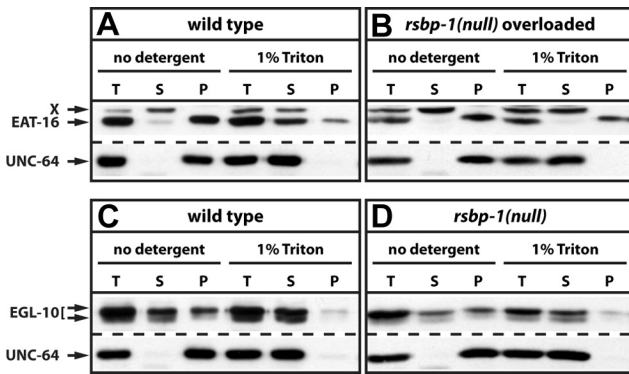 A wild type
no detergent 1% Triton
T S P T S P
X
EAT-16
UNC-64
B rsbp-1(null) overloaded
no detergent 1% Triton
T S P T S P
C wild type
no detergent 1% Triton
T S P T S P
EGL-10[
UNC-64
D rsbp-1(null)
no detergent 1% Triton
T S P T S P